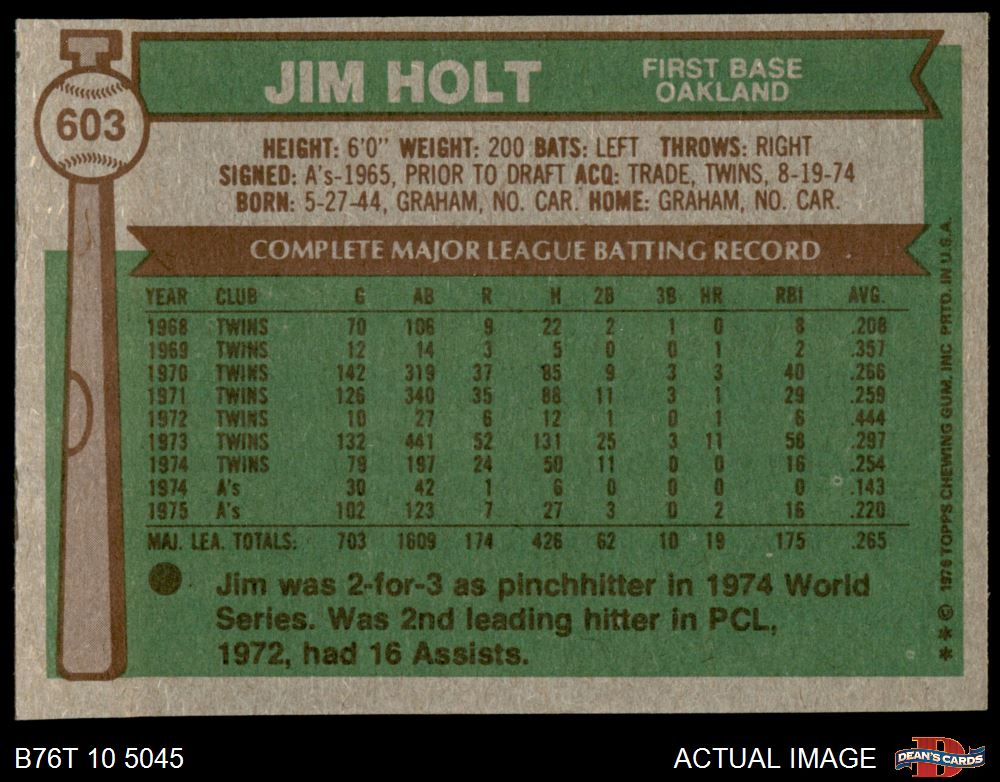 603
JIM HOLT
FIRST BASE
OAKLAND
HEIGHT: 6'0" WEIGHT: 200 BATS: LEFT THROWS: RIGHT
SIGNED: A's-1965, PRIOR TO DRAFT ACQ: TRADE, TWINS, 8-19-74
BORN: 5-27-44, GRAHAM, NO. CAR. HOME: GRAHAM, NO. CAR.
COMPLETE MAJOR LEAGUE BATTING RECORD
YEAR CLUB G AB R H 2B 3B HR RBI AVG.
1968 TWINS 70 106 9 22 2 1 0 8 .208
1969 TWINS 12 14 3 5 0 0 1 2 .357
1970 TWINS 142 319 37 85 9 3 3 40 .266
1971 TWINS 126 340 35 88 11 3 1 29 .259
1972 TWINS 10 27 6 12 1 0 1 6 .444
1973 TWINS 132 441 52 131 25 3 11 58 .297
1974 TWINS 79 197 24 50 11 0 0 16 .254
1974 A's 30 42 1 6 0 0 0 0 .143
1975 A's 102 123 7 27 3 0 2 16 .220
MAJ. LEA. TOTALS: 703 1609 174 426 62 10 19 175 .265
Jim was 2-for-3 as pinchhitter in 1974 World
Series. Was 2nd leading hitter in PCL,
1972, had 16 Assists.
** © 1976 TOPPS CHEWING GUM, INC PRTD. IN U.S.A.
B76T 10 5045
ACTUAL IMAGE
D
DEAN'S CARDS